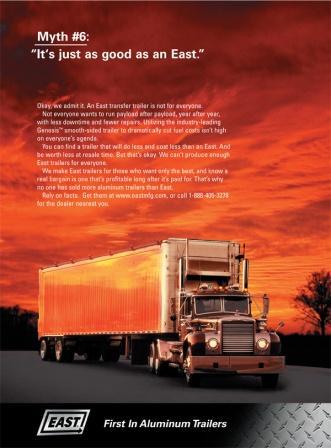 Myth #6:
"It's just as good as an East."
Okay, we admit it. An East transfer trailer is not for everyone.
Not everyone wants to run payload after payload, year after year,
with less downtime and fewer repairs. Utilizing the industry-leading
Genesis™ smooth-sided trailer to dramatically cut fuel costs isn't high
on everyone's agenda.
You can find a trailer that will do less and cost less than an East. And
be worth less at resale time. But that's okay. We can't produce enough
East trailers for everyone.
We make East trailers for those who want only the best, and know a
real bargain is one that's profitable long after it's paid for. That's why
no one has sold more aluminum trailers than East.
Rely on facts. Get them at www.eastmfg.com, or call 1-888-405-3278
for the dealer nearest you.
EAST
First In Aluminum Trailers